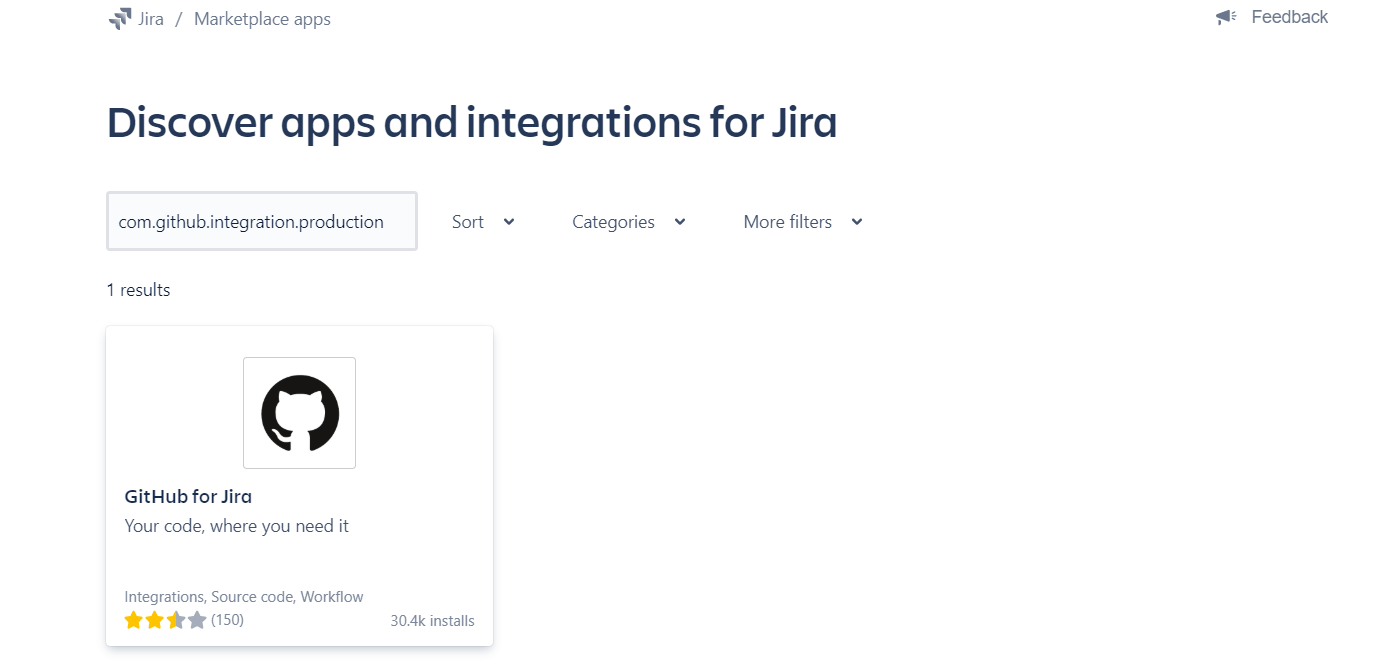 Jira / Marketplace apps
Feedback
Discover apps and integrations for Jira
com.github.integration.production
Sort
Categories
More filters
1 results
GitHub for Jira
Your code, where you need it
Integrations, Source code, Workflow
(150)
30.4k installs